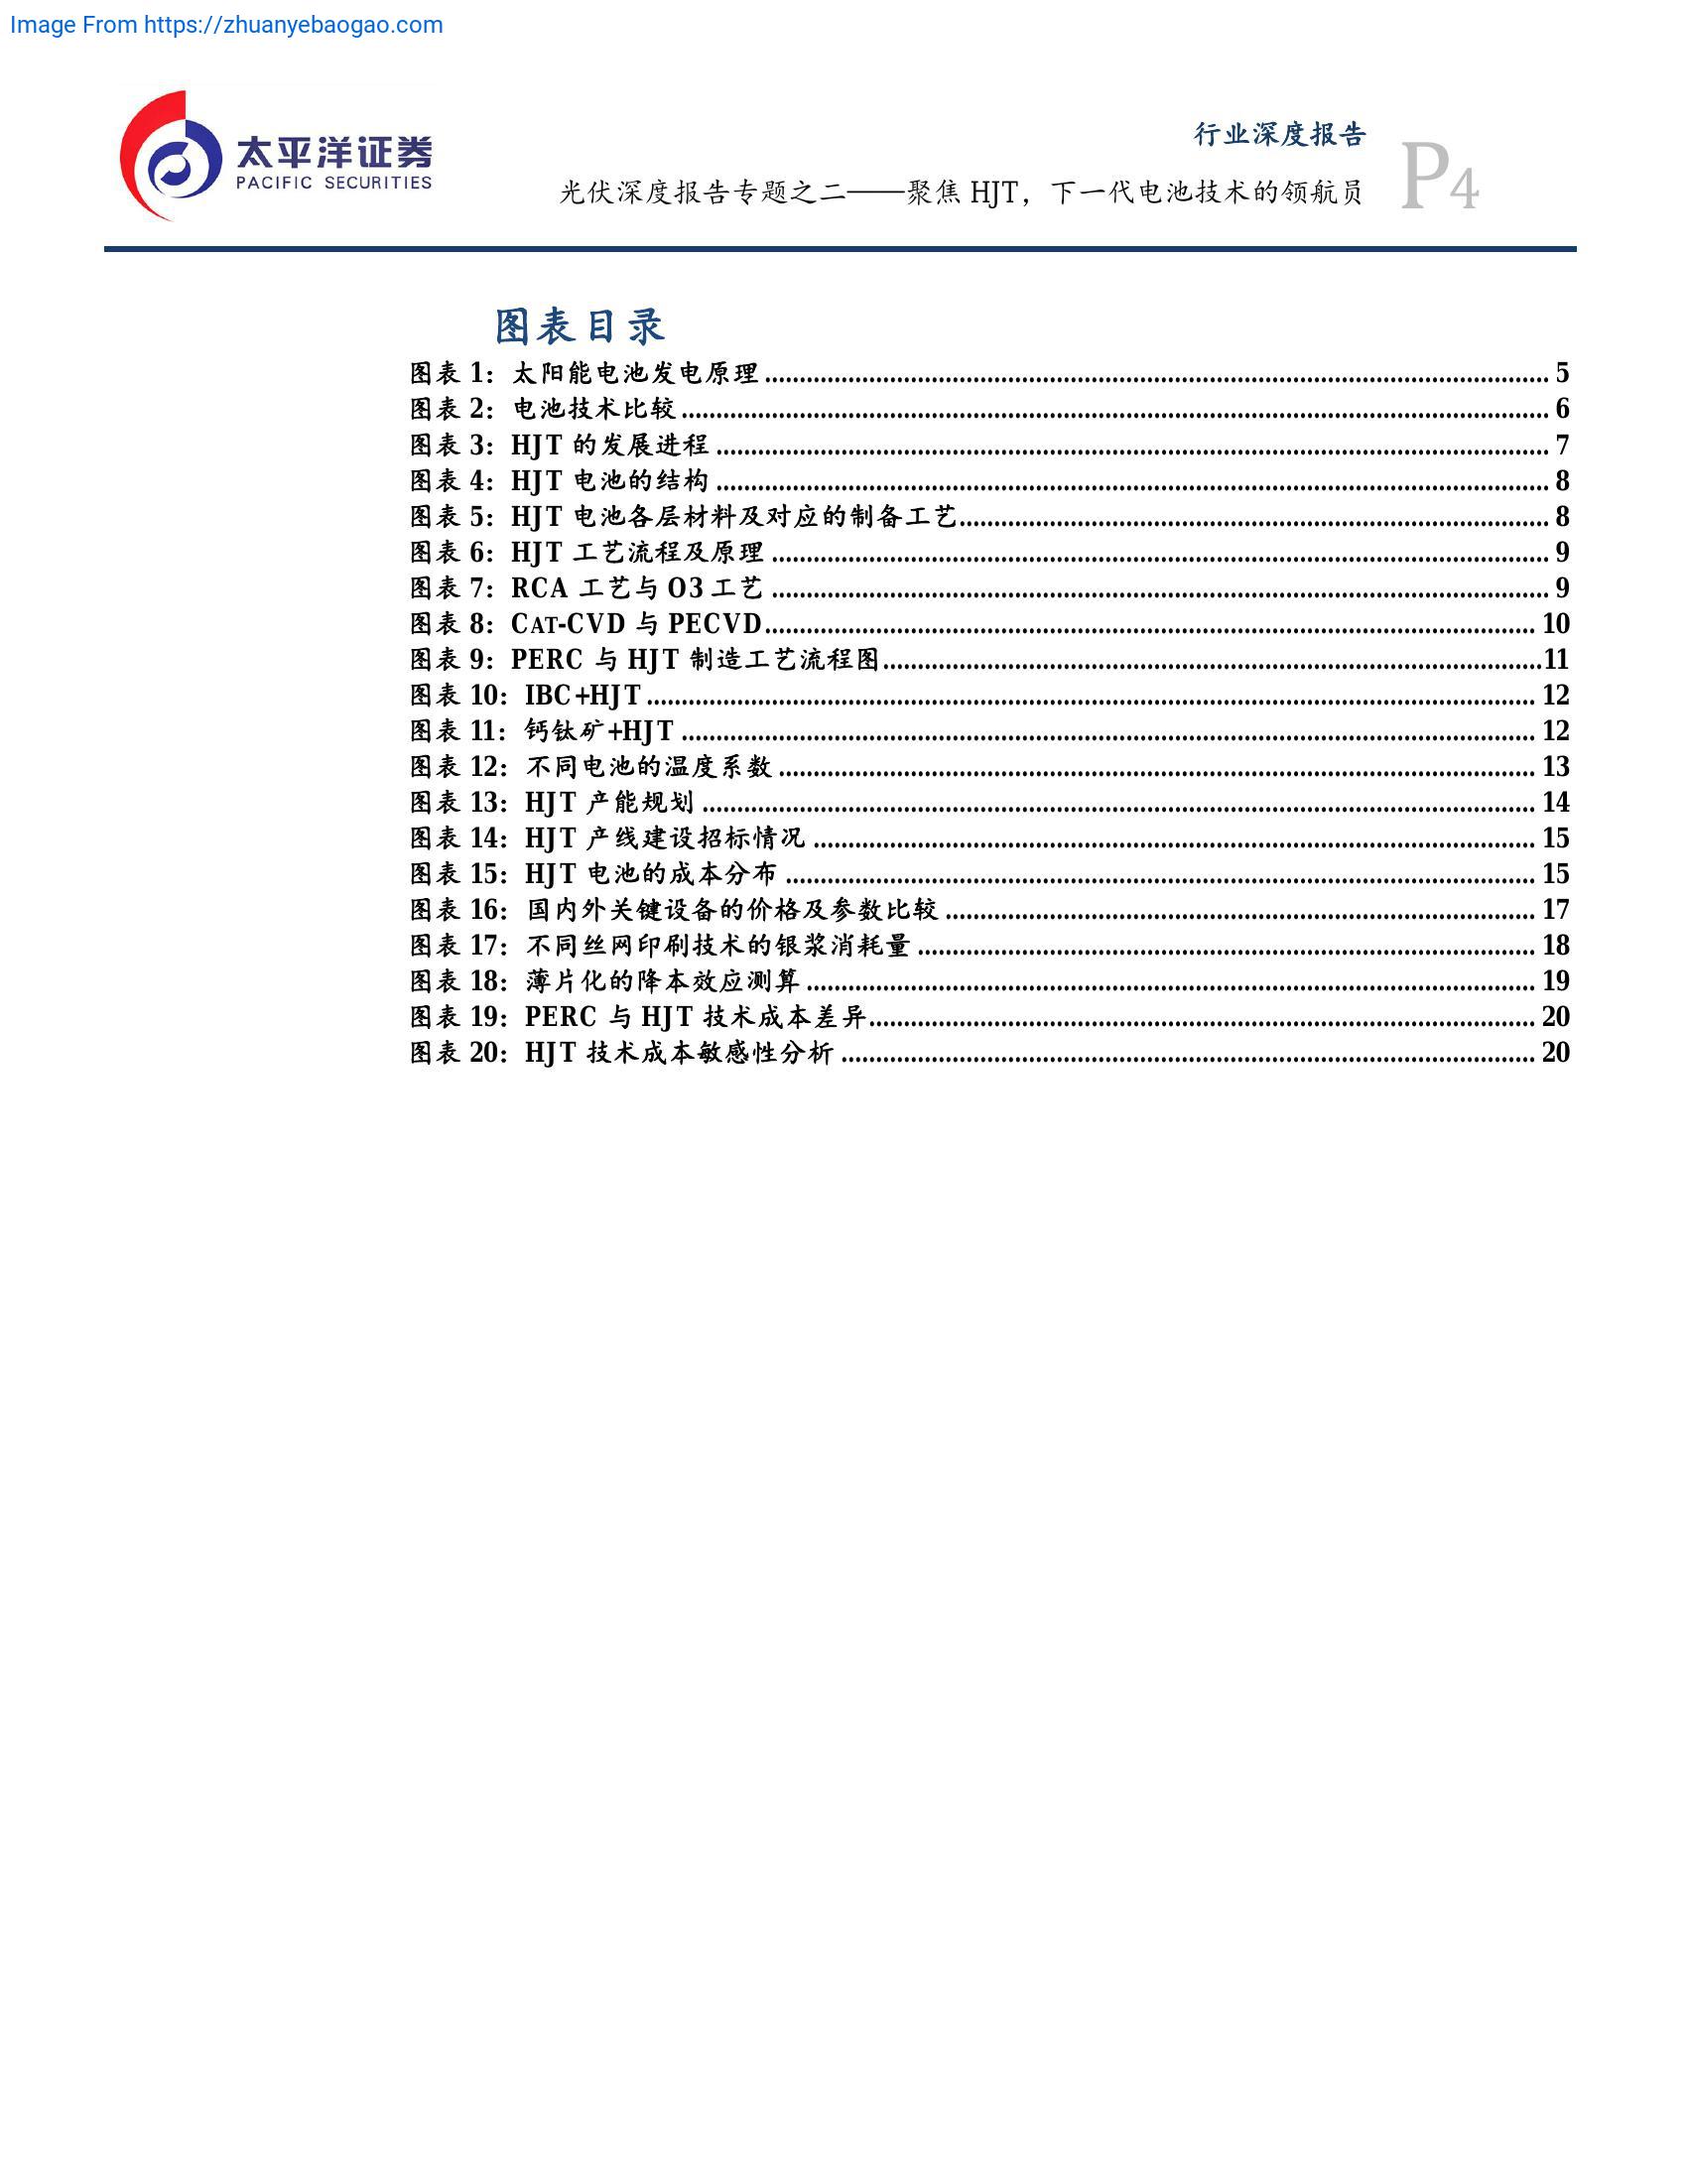 Image From https://zhuanyebaogao.com
太平洋证券
PACIFIC SECURITIES
行业深度报告
光伏深度报告专题之二——聚焦 HJT，下一代电池技术的领航员
P4
图表目录
图表 1：太阳能电池发电原理 5
图表 2：电池技术比较 6
图表 3：HJT 的发展进程 7
图表 4：HJT 电池的结构 8
图表 5：HJT 电池各层材料及对应的制备工艺 8
图表 6：HJT 工艺流程及原理 9
图表 7：RCA 工艺与 O3 工艺 9
图表 8：CAT-CVD 与 PECVD 10
图表 9：PERC 与 HJT 制造工艺流程图 11
图表 10：IBC+HJT 12
图表 11：钙钛矿+HJT 12
图表 12：不同电池的温度系数 13
图表 13：HJT 产能规划 14
图表 14：HJT 产线建设招标情况 15
图表 15：HJT 电池的成本分布 15
图表 16：国内外关键设备的价格及参数比较 17
图表 17：不同丝网印刷技术的银浆消耗量 18
图表 18：薄片化的降本效应测算 19
图表 19：PERC 与 HJT 技术成本差异 20
图表 20：HJT 技术成本敏感性分析 20